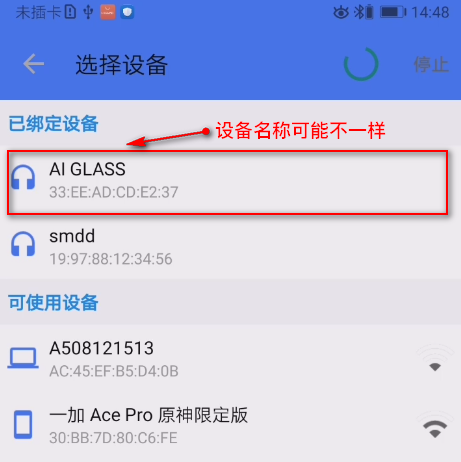 未插卡 14:48
选择设备 停止
已绑定设备
设备名称可能不一样
AI GLASS
33:EE:AD:CD:E2:37
smdd
19:97:88:12:34:56
可使用设备
A508121513
AC:45:EF:B5:D4:0B
一加 Ace Pro 原神限定版
30:BB:7D:80:C6:FE